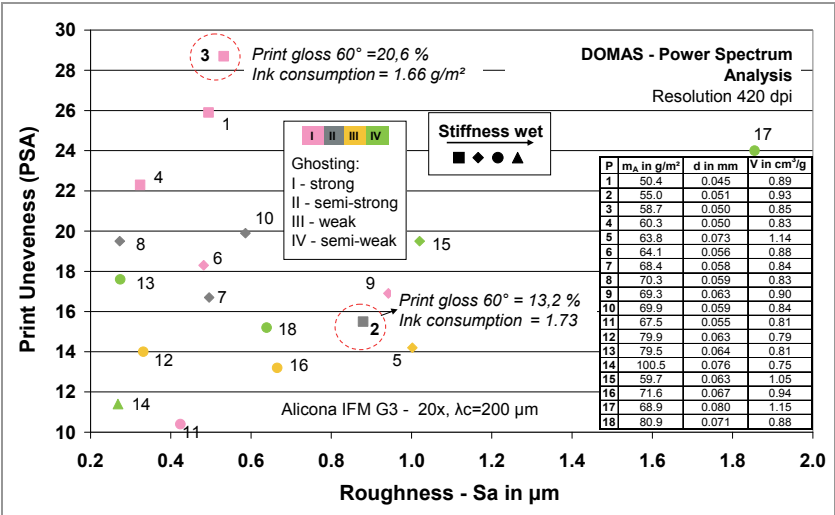 30
28
26
24
22
20
18
16
14
12
10
Print Uneveness (PSA)
0.2 0.4 0.6 0.8 1.0 1.2 1.4 1.6 1.8 2.0
Roughness - Sa in µm
3
Print gloss 60° =20,6 %
Ink consumption = 1.66 g/m²
DOMAS - Power Spectrum
Analysis
Resolution 420 dpi
1
17
I II III IV
Ghosting:
I - strong
II - semi-strong
III - weak
IV - semi-weak
Stiffness wet
4
10
8
15
6
13
7
9
Print gloss 60° = 13,2 %
Ink consumption = 1.73
2
18
5
12
16
14
11
Alicona IFM G3 - 20x, λc=200 µm
P mA in g/m² d in mm V in cm³/g
1 50.4 0.045 0.89
2 55.0 0.051 0.93
3 58.7 0.050 0.85
4 60.3 0.050 0.83
5 63.8 0.073 1.14
6 64.1 0.056 0.88
7 68.4 0.058 0.84
8 70.3 0.059 0.83
9 69.3 0.063 0.90
10 69.9 0.059 0.84
11 67.5 0.055 0.81
12 79.9 0.063 0.79
13 79.5 0.064 0.81
14 100.5 0.076 0.75
15 59.7 0.063 1.05
16 71.6 0.067 0.94
17 68.9 0.080 1.15
18 80.9 0.071 0.88